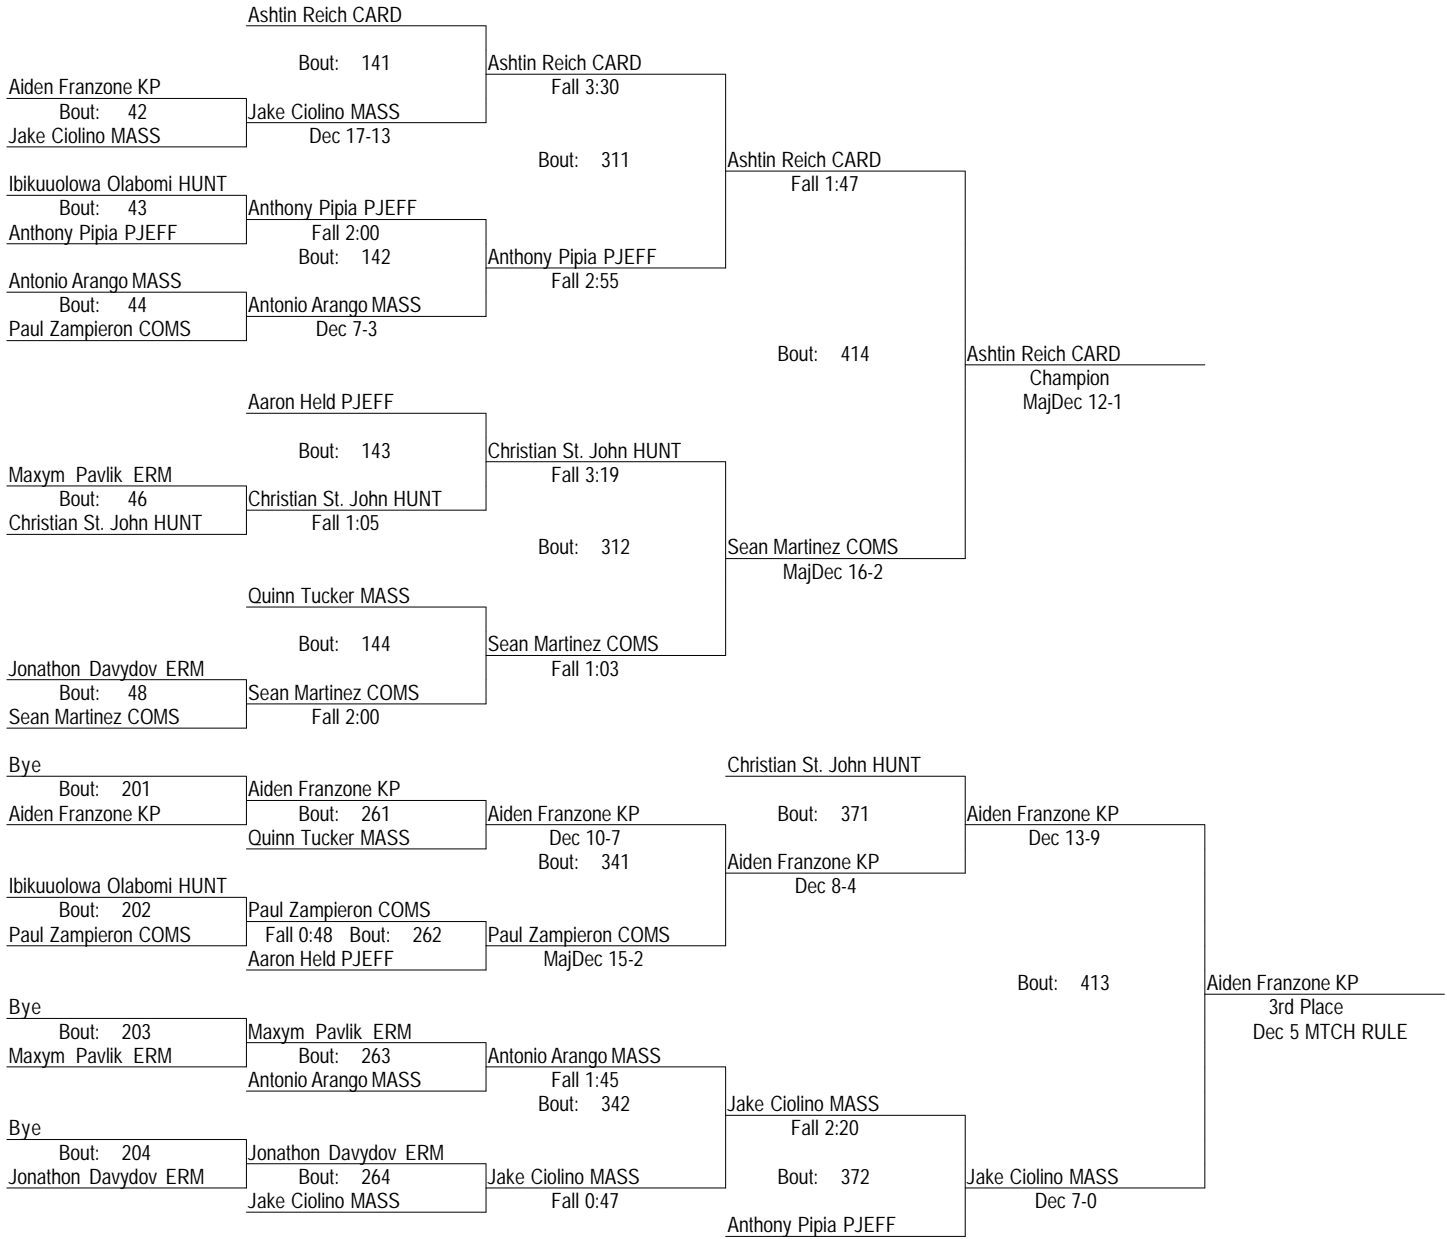 Ashtin Reich CARD
Bout: 141
Ashtin Reich CARD
Aiden Franzone KP
Fall 3:30
Bout: 42
Jake Ciolino MASS
Jake Ciolino MASS
Dec 17-13
Bout: 311
Ashtin Reich CARD
Ibikuuolowa Olabomi HUNT
Fall 1:47
Bout: 43
Anthony Pipia PJEFF
Anthony Pipia PJEFF
Fall 2:00
Bout: 142
Anthony Pipia PJEFF
Antonio Arango MASS
Fall 2:55
Bout: 44
Antonio Arango MASS
Paul Zampieron COMS
Dec 7-3
Bout: 414
Ashtin Reich CARD
Champion
MajDec 12-1
Aaron Held PJEFF
Bout: 143
Christian St. John HUNT
Maxym Pavlik ERM
Fall 3:19
Bout: 46
Christian St. John HUNT
Christian St. John HUNT
Fall 1:05
Bout: 312
Sean Martinez COMS
MajDec 16-2
Quinn Tucker MASS
Bout: 144
Sean Martinez COMS
Jonathon Davydov ERM
Fall 1:03
Bout: 48
Sean Martinez COMS
Sean Martinez COMS
Fall 2:00
Bye
Christian St. John HUNT
Bout: 201
Aiden Franzone KP
Aiden Franzone KP
Bout: 261
Aiden Franzone KP
Bout: 371
Aiden Franzone KP
Quinn Tucker MASS
Dec 10-7
Dec 13-9
Bout: 341
Aiden Franzone KP
Ibikuuolowa Olabomi HUNT
Dec 8-4
Bout: 202
Paul Zampieron COMS
Paul Zampieron COMS
Fall 0:48 Bout: 262
Paul Zampieron COMS
Aaron Held PJEFF
MajDec 15-2
Bout: 413
Aiden Franzone KP
Bye
3rd Place
Bout: 203
Maxym Pavlik ERM
Dec 5 MTCH RULE
Maxym Pavlik ERM
Bout: 263
Antonio Arango MASS
Antonio Arango MASS
Fall 1:45
Bout: 342
Jake Ciolino MASS
Bye
Fall 2:20
Bout: 204
Jonathon Davydov ERM
Jonathon Davydov ERM
Bout: 264
Jake Ciolino MASS
Bout: 372
Jake Ciolino MASS
Jake Ciolino MASS
Fall 0:47
Dec 7-0
Anthony Pipia PJEFF